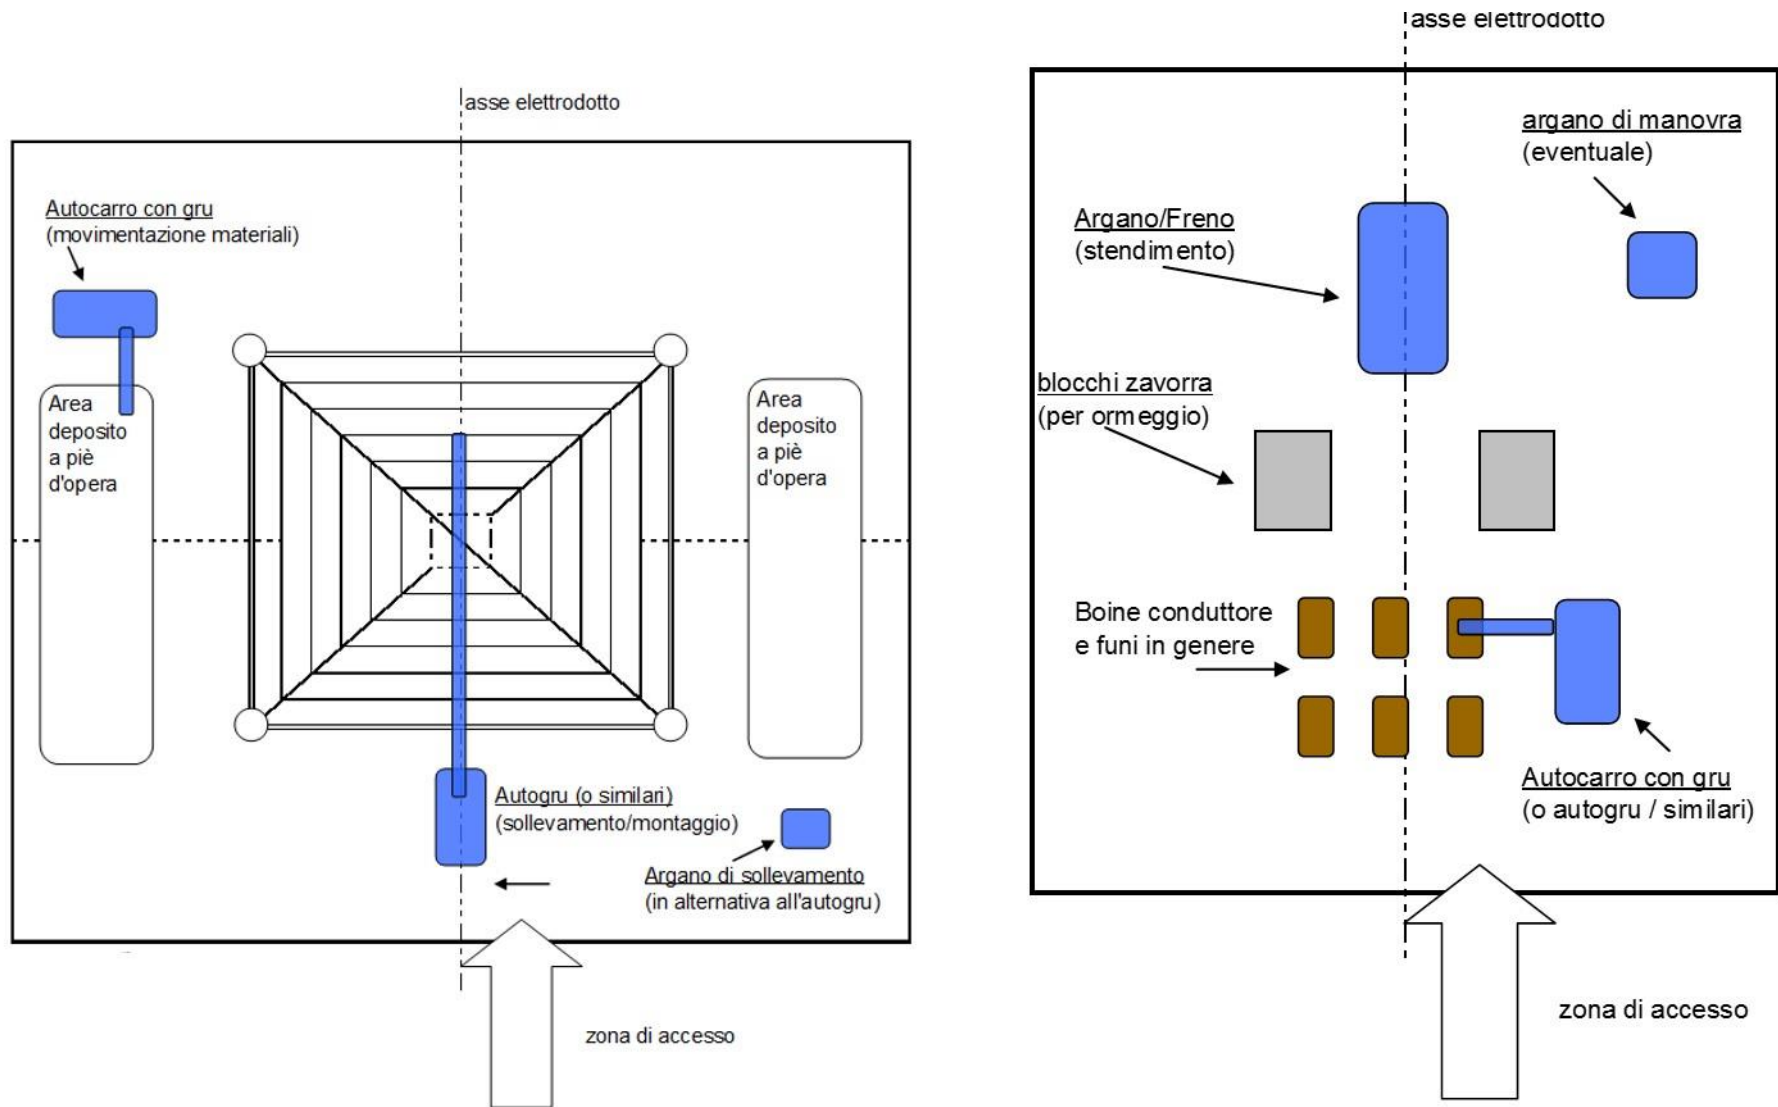 asse elettrodotto
Autocarro con gru
(movimentazione materiali)
Area
deposito
a piè
d'opera
Area
deposito
a piè
d'opera
Autogru (o similari)
(sollevamento/montaggio)
Argano di sollevamento
(in alternativa all'autogru)
zona di accesso
asse elettrodotto
argano di manovra
(eventuale)
Argano/Freno
(stendimento)
blocchi zavorra
(per ormeggio)
Boine conduttore
e funi in genere
Autocarro con gru
(o autogru / similari)
zona di accesso